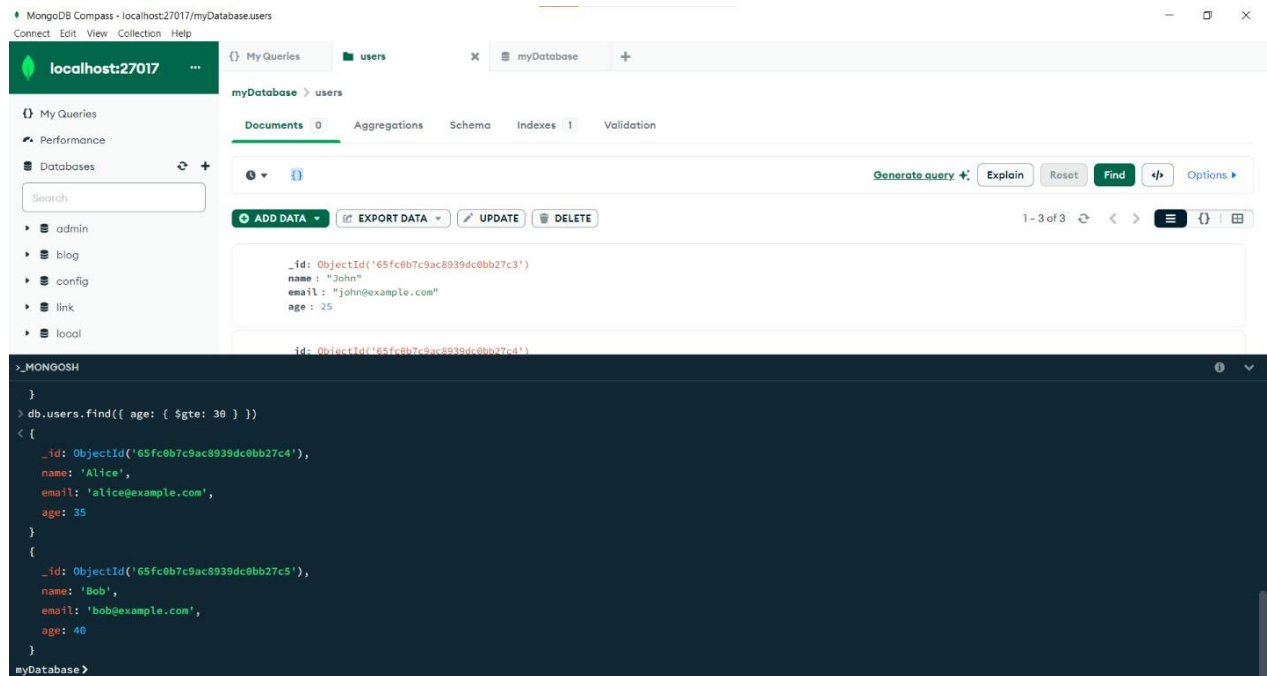 MongoDB Compass - localhost:27017/myDatabase.users
Connect Edit View Collection Help
localhost:27017 ...
{} My Queries
users
myDatabase
+
myDatabase > users
{} My Queries
Performance
Databases
Search
admin
blog
config
link
local
Documents 0 Aggregations Schema Indexes 1 Validation
{}
Generate query Explain Reset Find </> Options
ADD DATA EXPORT DATA UPDATE DELETE
1 - 3 of 3 {}
_id: ObjectId('65fc0b7c9ac8939dc0bb27c3')
name : "John"
email : "john@example.com"
age : 25
_id: ObjectId('65fc0b7c9ac8939dc0bb27c4')
>_MONGOSH
}
> db.users.find({ age: { $gte: 30 } })
< {
_id: ObjectId('65fc0b7c9ac8939dc0bb27c4'),
name: 'Alice',
email: 'alice@example.com',
age: 35
}
{
_id: ObjectId('65fc0b7c9ac8939dc0bb27c5'),
name: 'Bob',
email: 'bob@example.com',
age: 40
}
myDatabase>